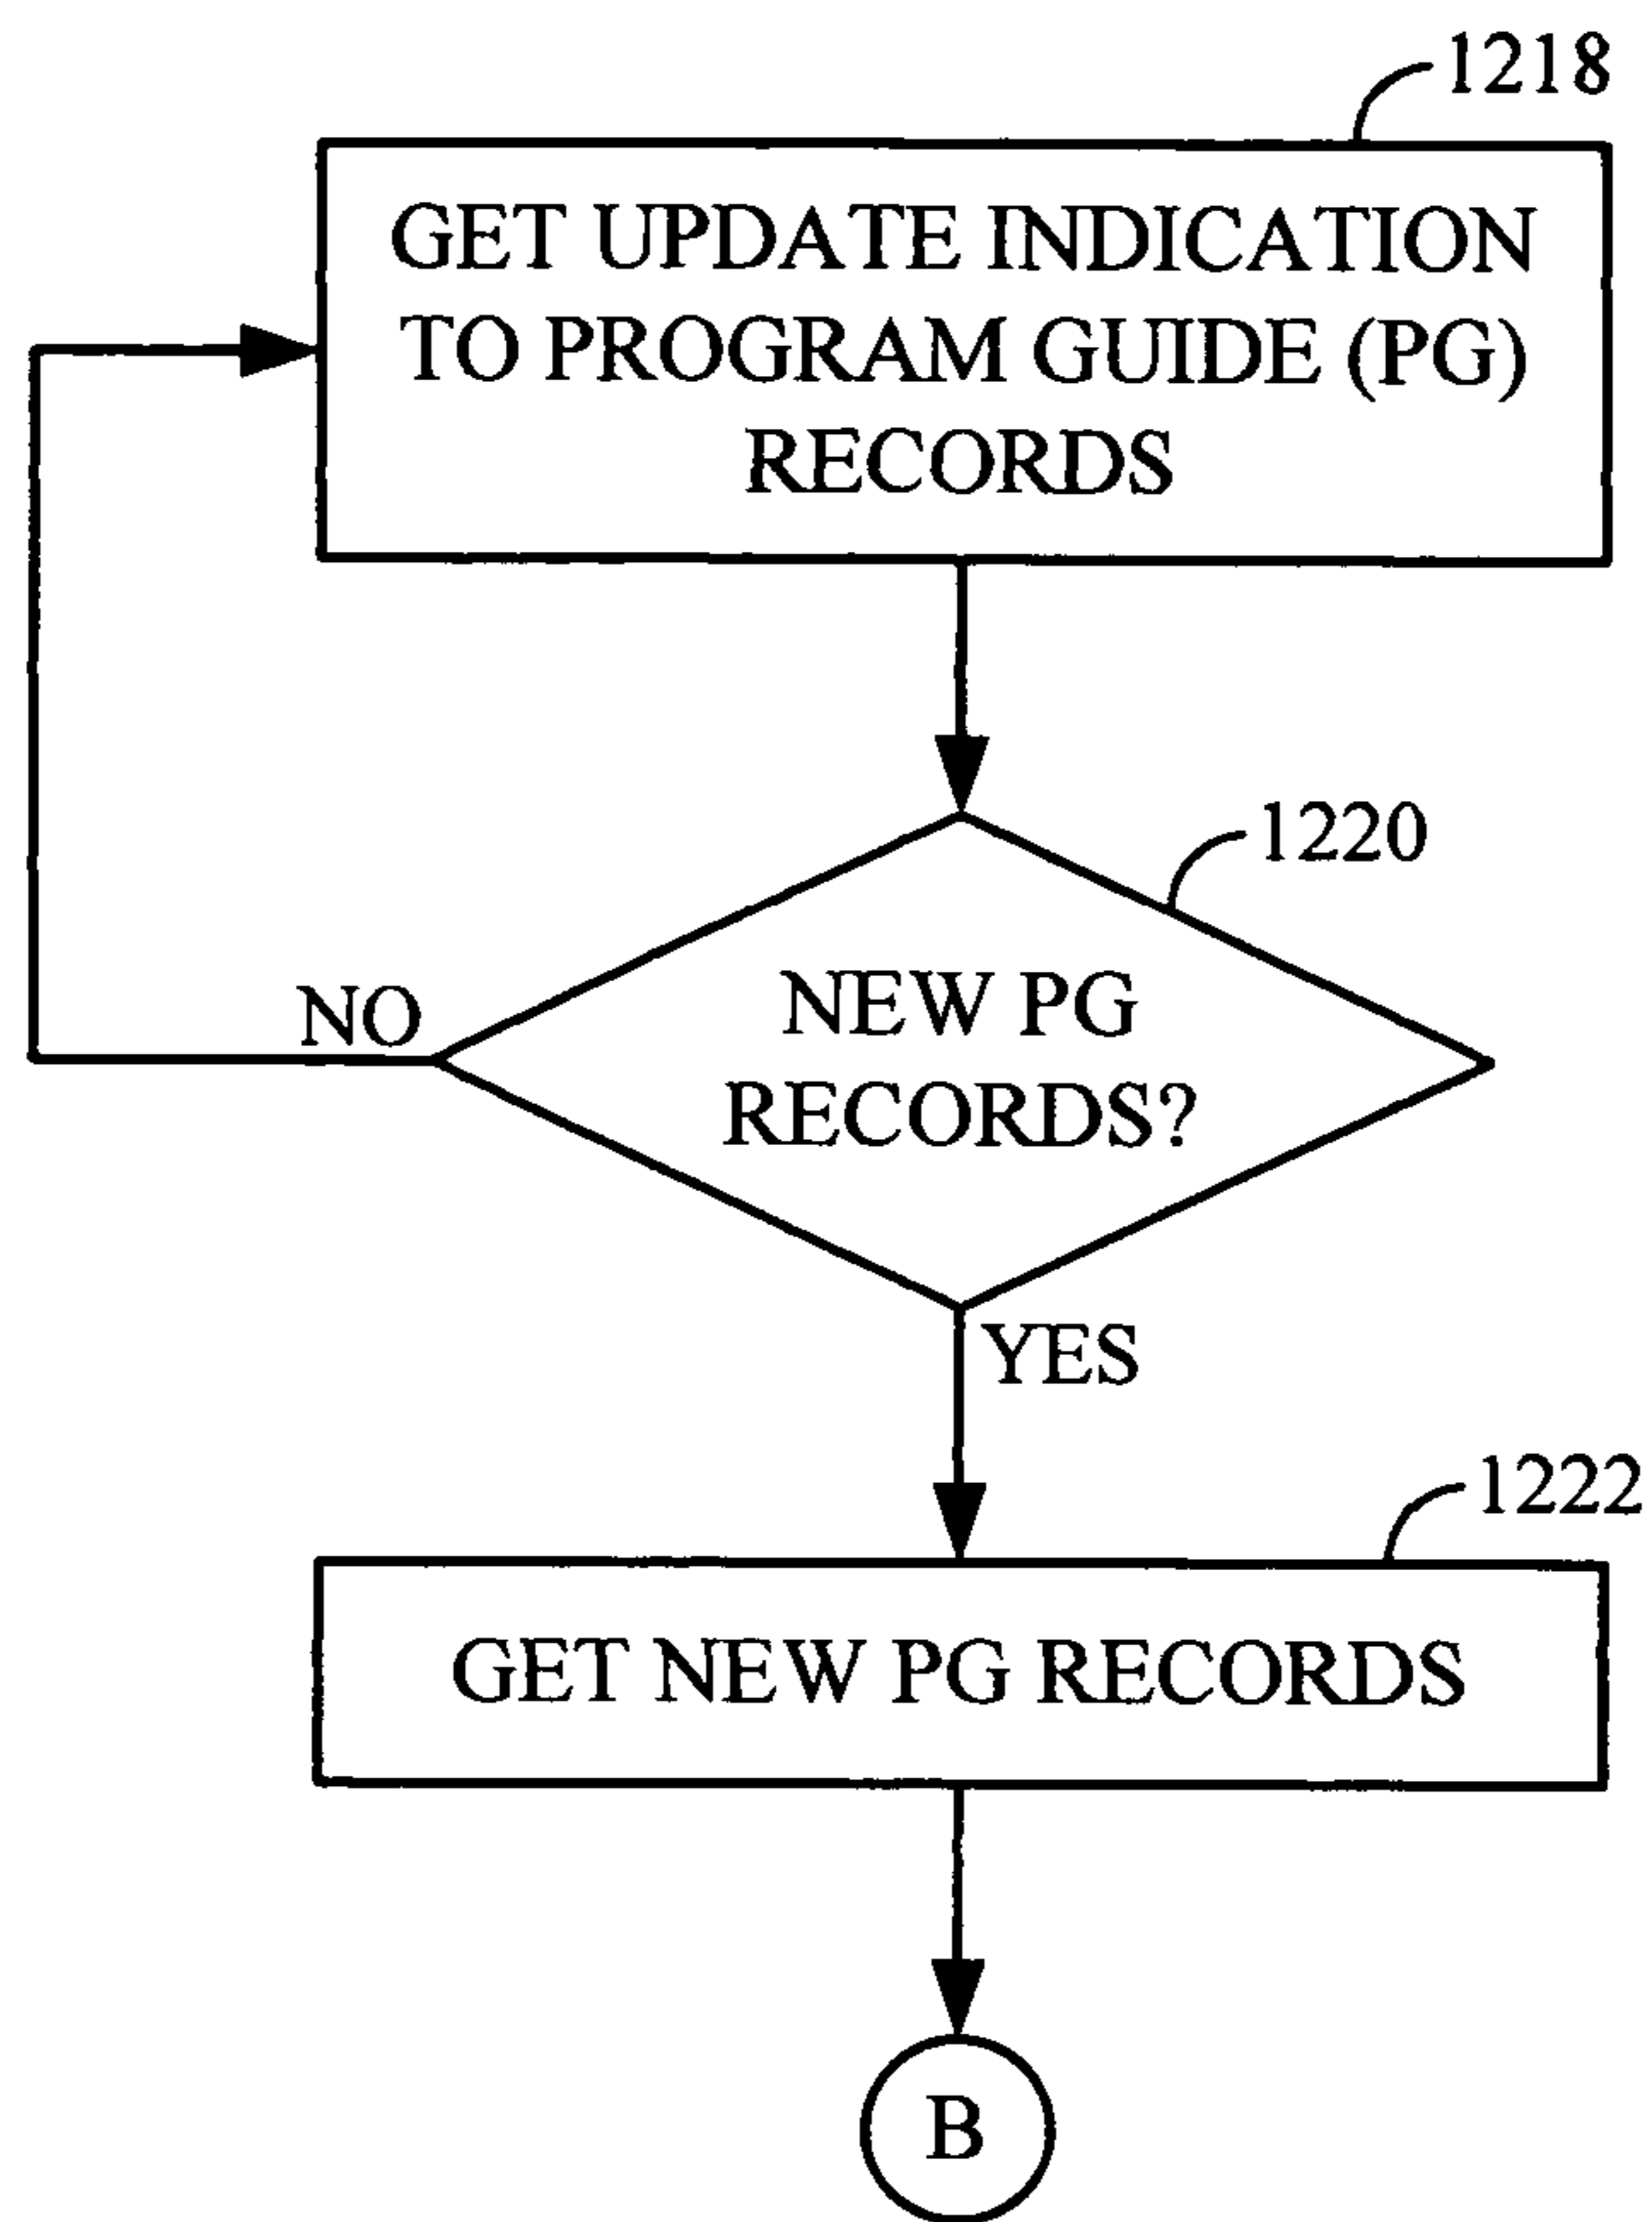 1218
GET UPDATE INDICATION
TO PROGRAM GUIDE (PG)
RECORDS
1220
NEW PG
RECORDS?
NO
YES
1222
GET NEW PG RECORDS
B